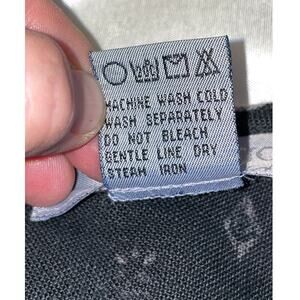 MACHINE WASH COLD
WASH SEPARATELY
DO NOT BLEACH
GENTLE LINE DRY
STEAM IRON